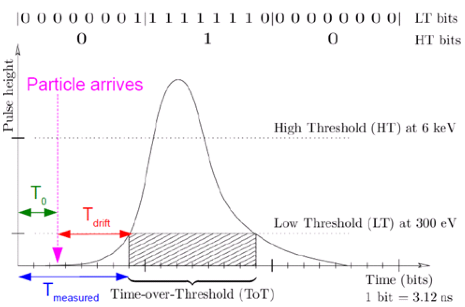 |0 0 0 0 0 0 0 1|1 1 1 1 1 1 1 0|0 0 0 0 0 0 0 0| LT bits
0 1 0 HT bits
Pulse height
Particle arrives
High Threshold (HT) at 6 keV
T0
Tdrift
Low Threshold (LT) at 300 eV
Tmeasured
Time-over-Threshold (ToT)
Time (bits)
1 bit = 3.12 ns